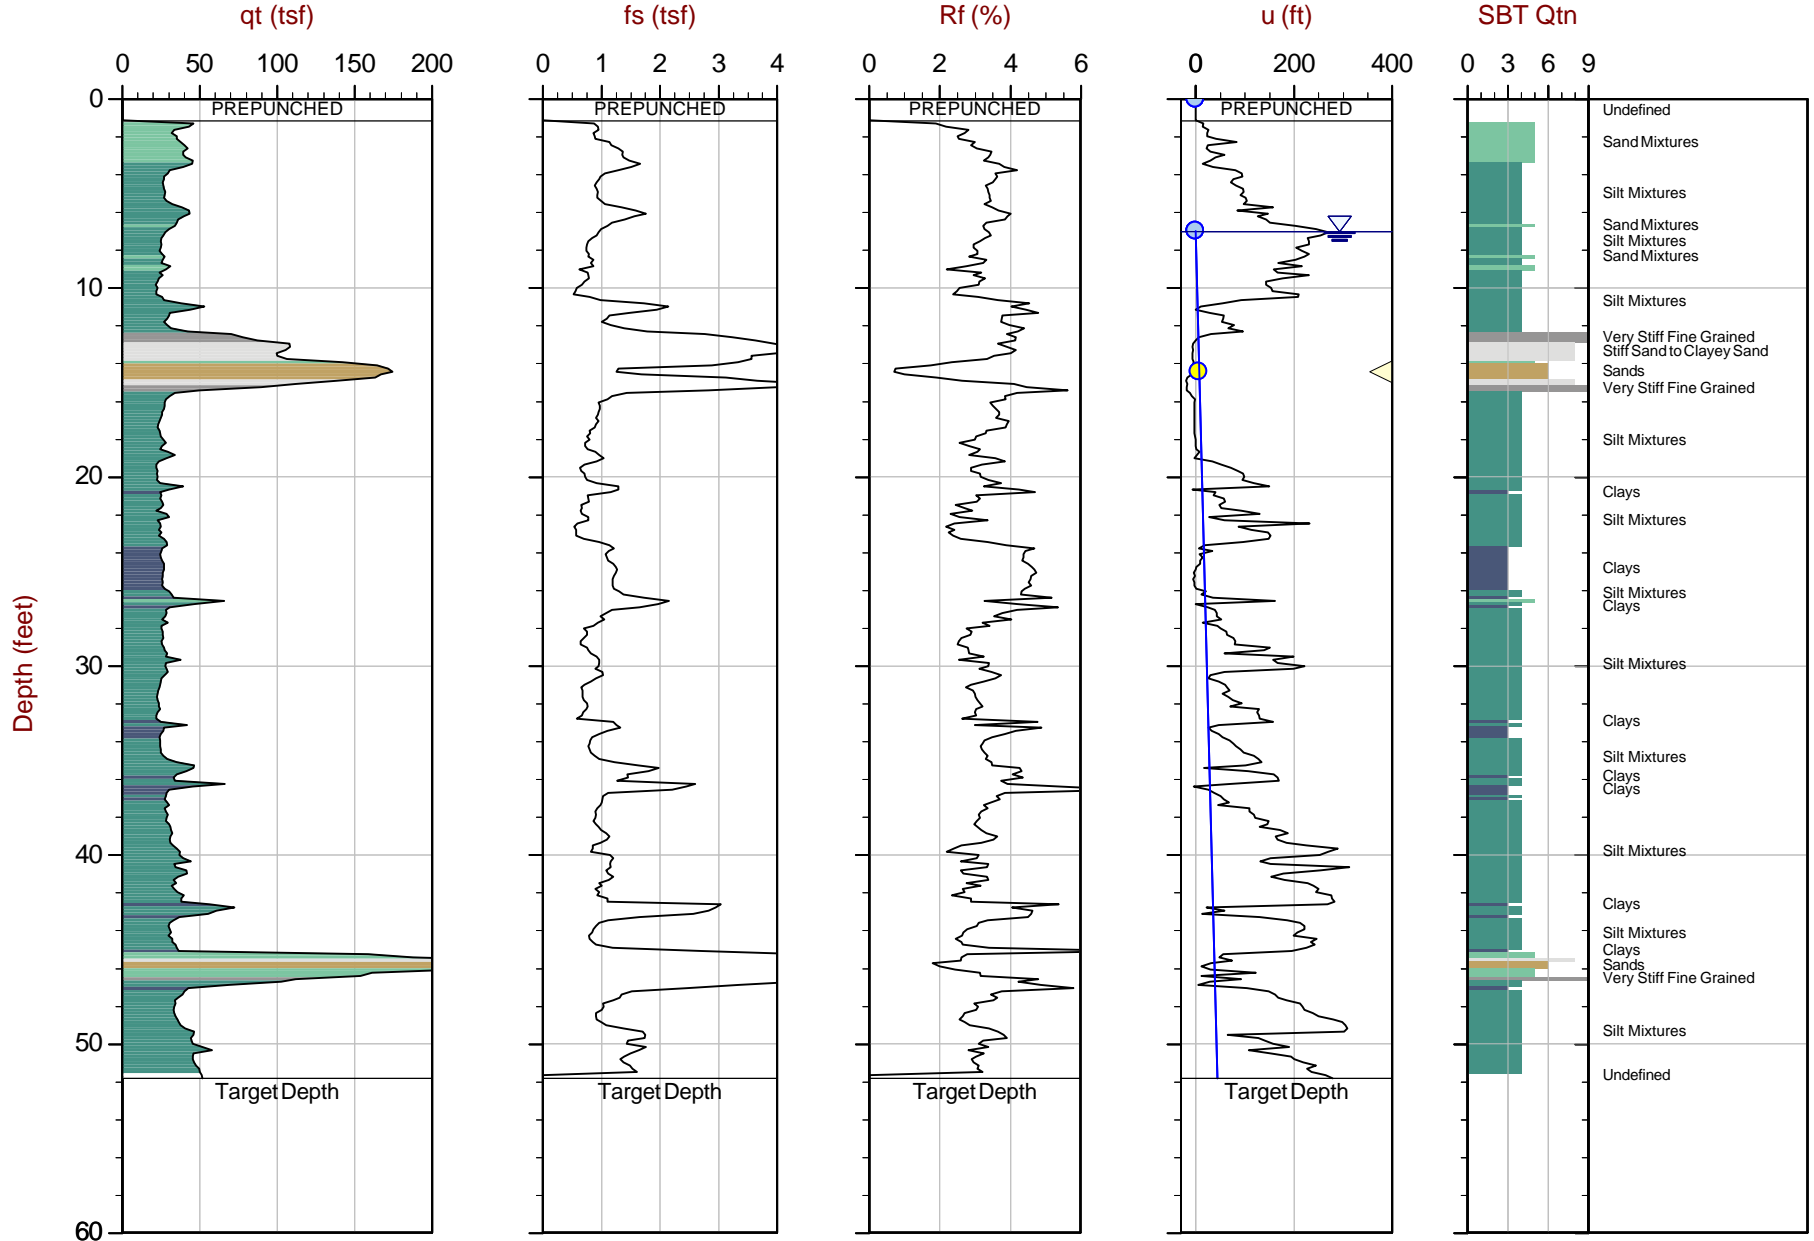 qt (tsf) fs (tsf) Rf (%) u (ft) SBT Qtn
0 50 100 150 200 0 1 2 3 4 0 2 4 6 0 200 400 0 3 6 9
0 PREPUNCHED PREPUNCHED PREPUNCHED PREPUNCHED
Undefined
Sand Mixtures
Silt Mixtures
Sand Mixtures
Silt Mixtures
Sand Mixtures
10
Silt Mixtures
Very Stiff Fine Grained
Stiff Sand to Clayey Sand
Sands
Very Stiff Fine Grained
Silt Mixtures
20
Clays
Silt Mixtures
Clays
Silt Mixtures
Clays
30 Silt Mixtures
Depth (feet)
Clays
Silt Mixtures
Clays
Clays
40 Silt Mixtures
Clays
Silt Mixtures
Clays
Sands
Very Stiff Fine Grained
Silt Mixtures
50
Undefined
Target Depth Target Depth Target Depth Target Depth
60